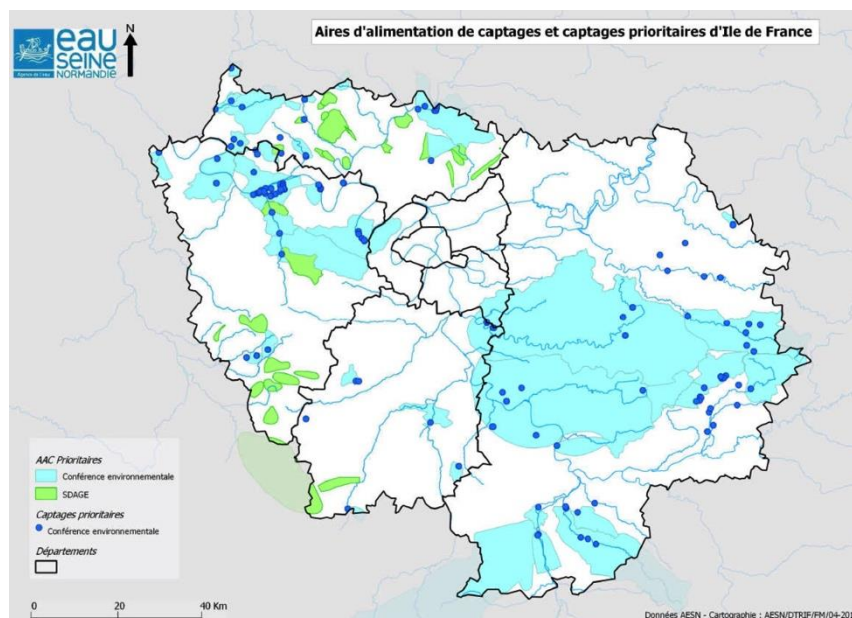 eau
SEINE
NORMANDIE
N
Aires d'alimentation de captages et captages prioritaires d'Ile de France
AAC Prioritaires
Conférence environnementale
SDAGE
Captages prioritaires
Conférence environnementale
Départements
0 20 40 Km
Données AESN - Cartographie : AESN/DTRIF/FM/04-201